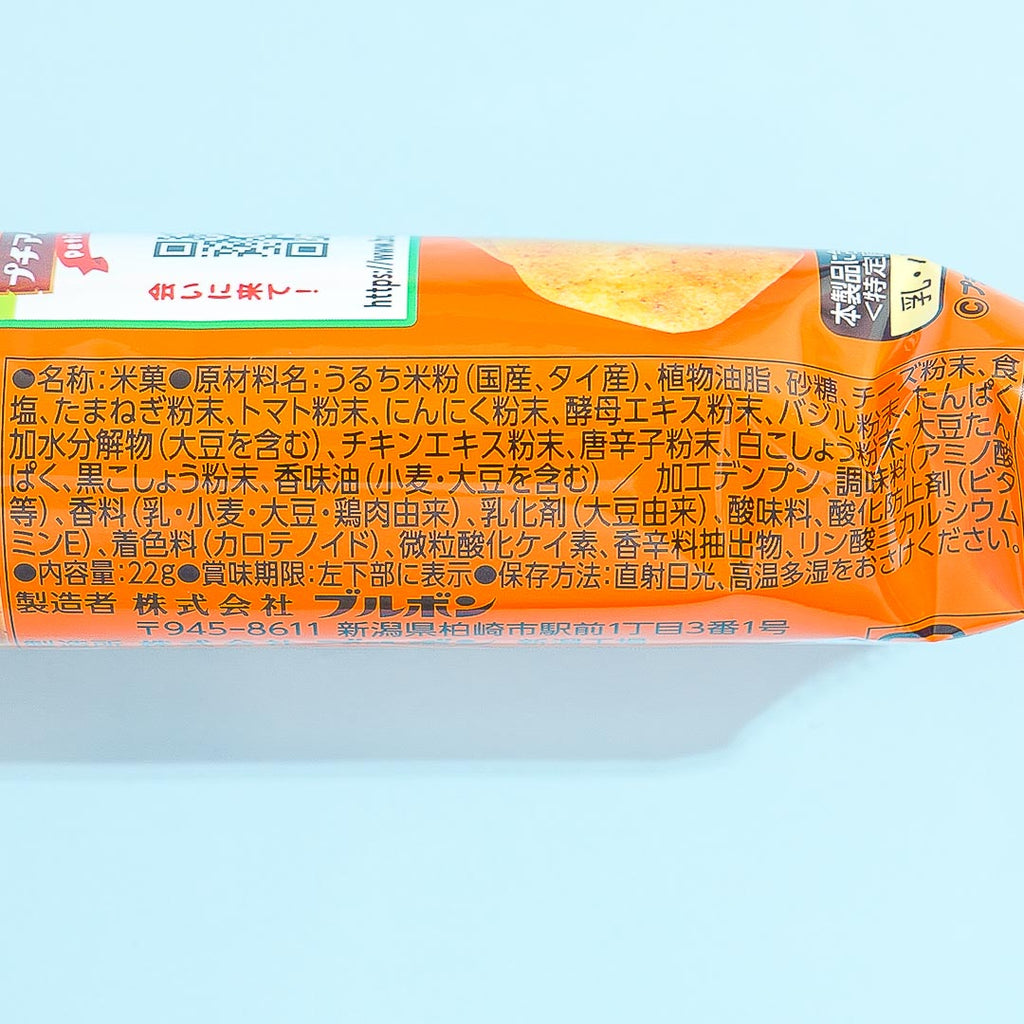 プチ
会いに来て!
https://www.b
本製品に
<特定
乳・
●名称:米菓●原材料名:うるち米粉(国産、タイ産)、植物油脂、砂糖、チーズ粉末、食
塩、たまねぎ粉末、トマト粉末、にんにく粉末、酵母エキス粉末、バジル粉末、たんぱく
加水分解物(大豆を含む)、チキンエキス粉末、唐辛子粉末、白こしょう粉末、大豆たん
ぱく、黒こしょう粉末、香味油(小麦・大豆を含む)/加工デンプン、調味料(アミノ酸
等)、香料(乳・小麦・大豆・鶏肉由来)、乳化剤(大豆由来)、酸味料、酸化防止剤(ビタ
ミンE)、着色料(カロテノイド)、微粒酸化ケイ素、香辛料抽出物、リン酸カルシウム
●内容量:22g●賞味期限:左下部に表示●保存方法:直射日光、高温多湿をおさけください。
製造者 株式会社 ブルボン
〒945-8611 新潟県柏崎市駅前1丁目3番1号